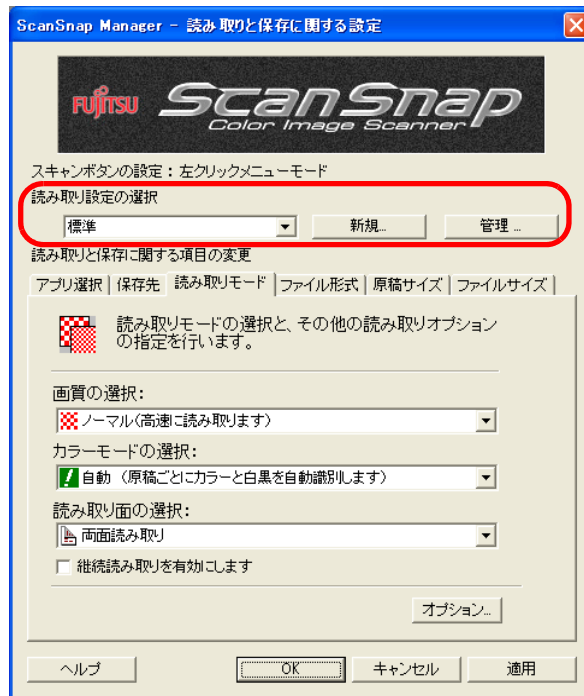 ScanSnap Manager - 読み取りと保存に関する設定
FUJITSU ScanSnap
Color Image Scanner
スキャンボタンの設定：左クリックメニューモード
読み取り設定の選択
標準 新規... 管理 ...
読み取りと保存に関する項目の変更
アプリ選択 保存先 読み取りモード ファイル形式 原稿サイズ ファイルサイズ
読み取りモードの選択と、その他の読み取りオプション
の指定を行います。
画質の選択:
ノーマル(高速に読み取ります)
カラーモードの選択:
自動 (原稿ごとにカラーと白黒を自動識別します)
読み取り面の選択:
両面読み取り
継続読み取りを有効にします
オプション...
ヘルプ OK キャンセル 適用